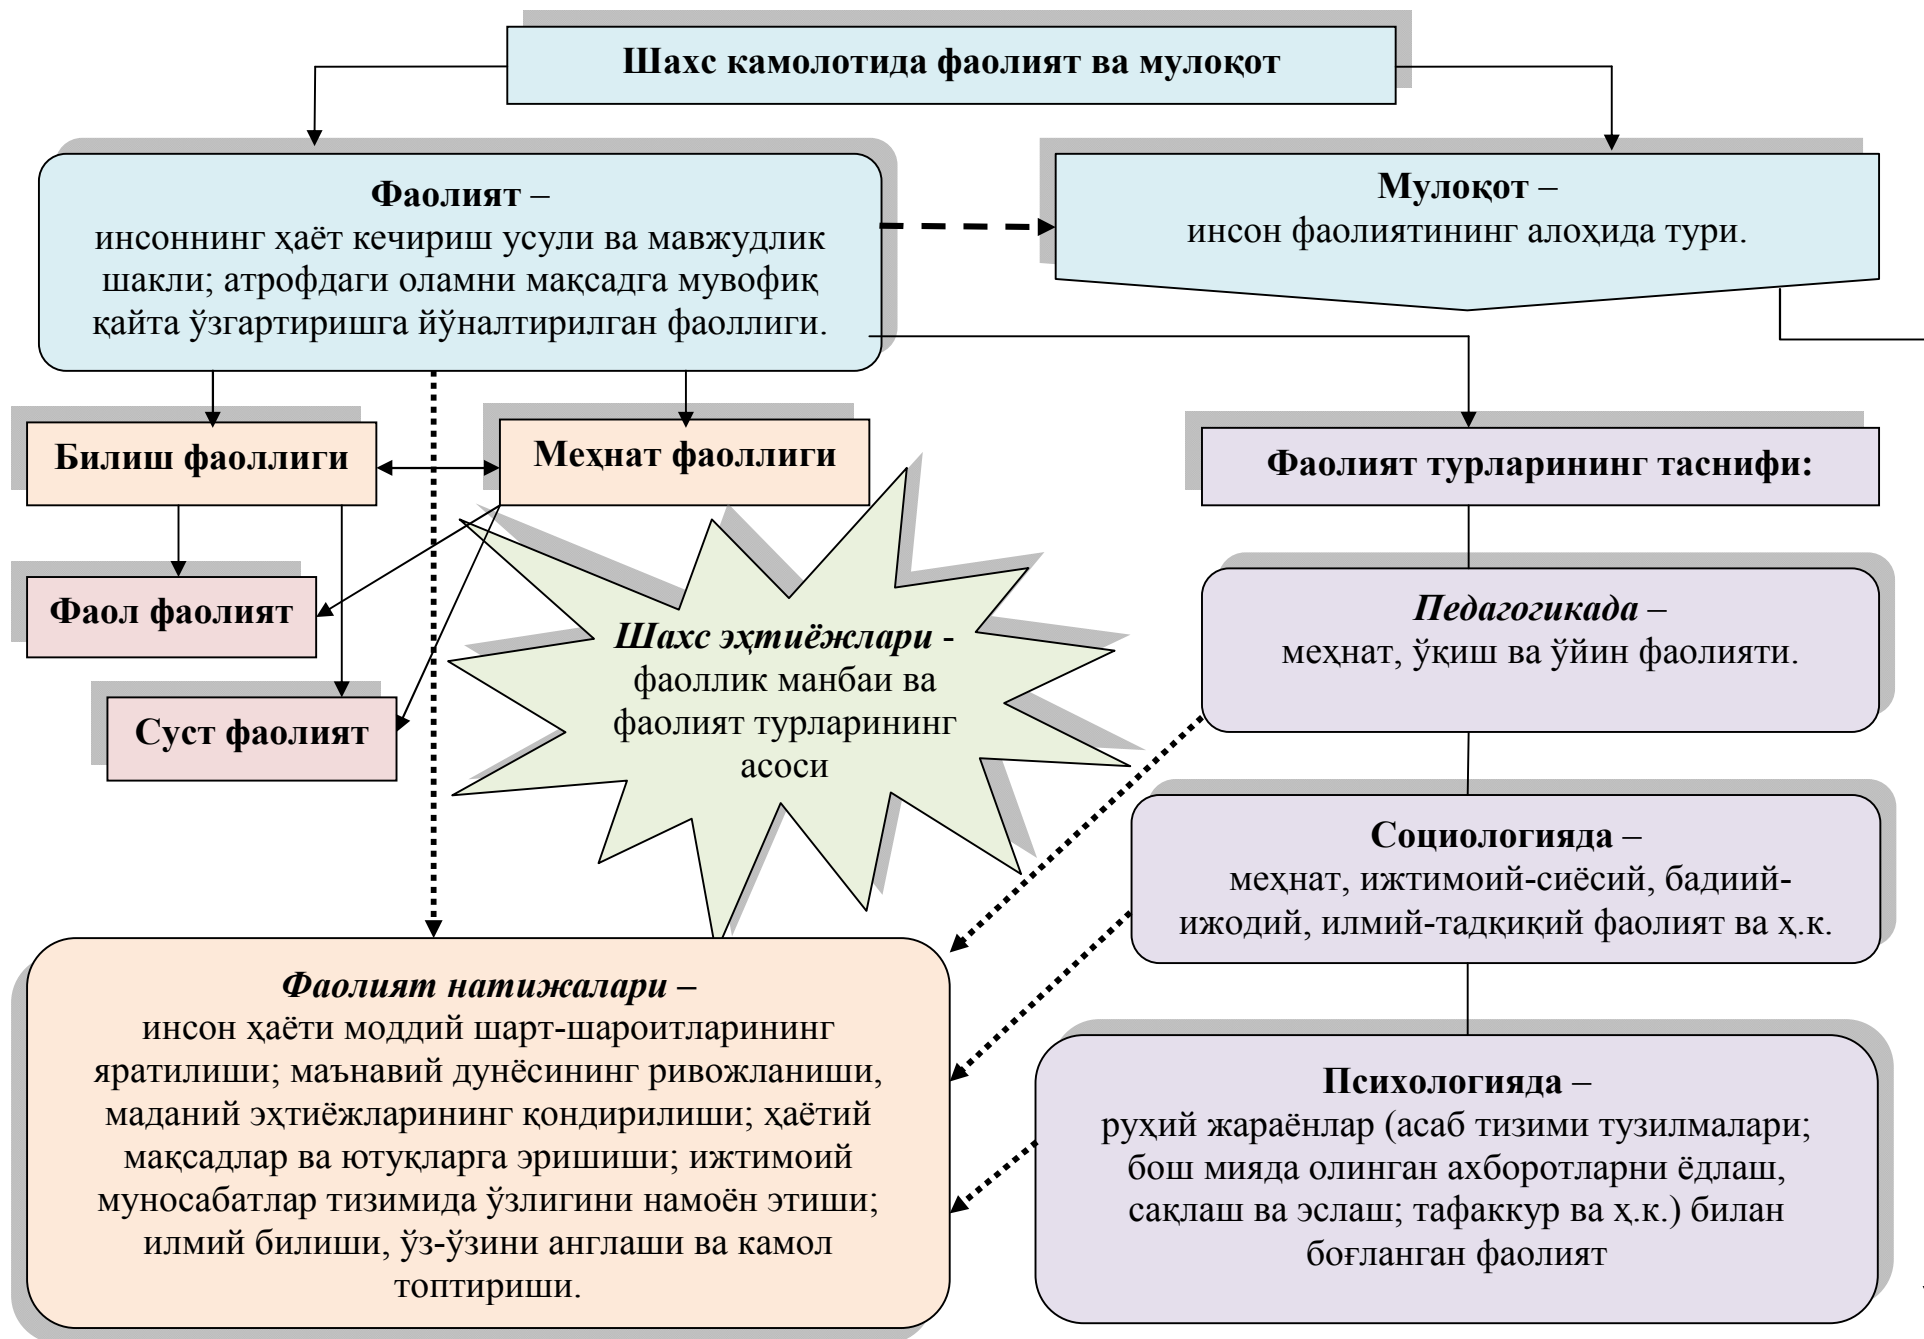 Шахс камолотида фаолият ва мулоқот
Фаолият –
инсоннинг ҳаёт кечириш усули ва мавжудлик
шакли; атрофдаги оламни мақсадга мувофиқ
қайта ўзгартиришга йўналтирилган фаоллиги.
Мулоқот –
инсон фаолиятининг алоҳида тури.
Билиш фаоллиги
Меҳнат фаоллиги
Фаолият турларининг таснифи:
Фаол фаолият
Суст фаолият
Шахс эҳтиёжлари -
фаоллик манбаи ва
фаолият турларининг
асоси
Педагогикада –
меҳнат, ўқиш ва ўйин фаолияти.
Социологияда –
меҳнат, ижтимоий-сиёсий, бадиий-
ижодий, илмий-тадқиқий фаолият ва ҳ.к.
Фаолият натижалари –
инсон ҳаёти моддий шарт-шароитларининг
яратилиши; маънавий дунёсининг ривожланиши,
маданий эҳтиёжларининг қондирилиши; ҳаётий
мақсадлар ва ютуқларга эришиши; ижтимоий
муносабатлар тизимида ўзлигини намоён этиши;
илмий билиши, ўз-ўзини англаши ва камол
топтириши.
Психологияда –
руҳий жараёнлар (асаб тизими тузилмалари;
бош мияда олинган ахборотларни ёдлаш,
сақлаш ва эслаш; тафаккур ва ҳ.к.) билан
боғланган фаолият